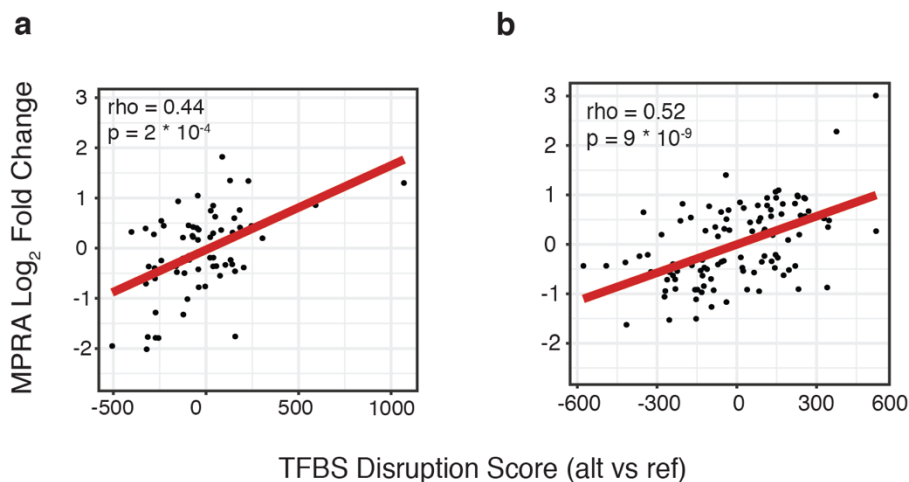 a
b
MPRA Log2 Fold Change
rho = 0.44
p = 2 * 10-4
3
2
1
0
-1
-2
-500
0
500
1000
rho = 0.52
p = 9 * 10-9
3
2
1
0
-1
-2
-600
-300
0
300
600
TFBS Disruption Score (alt vs ref)